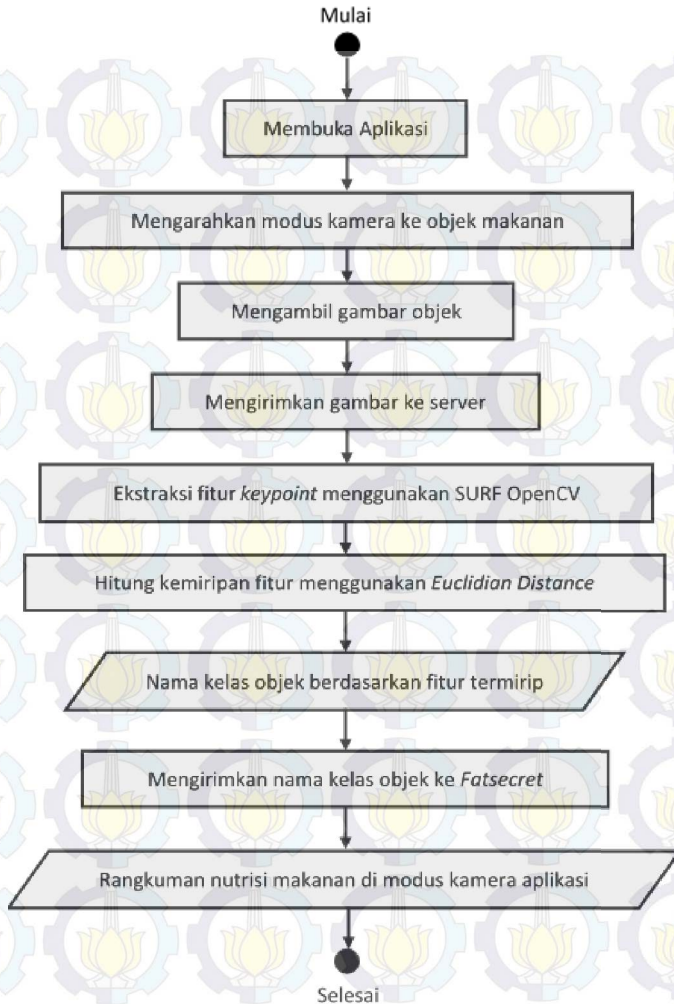 Mulai
Membuka Aplikasi
Mengarahkan modus kamera ke objek makanan
Mengambil gambar objek
Mengirimkan gambar ke server
Ekstraksi fitur keypoint menggunakan SURF OpenCV
Hitung kemiripan fitur menggunakan Euclidian Distance
Nama kelas objek berdasarkan fitur termirip
Mengirimkan nama kelas objek ke Fatsecret
Rangkuman nutrisi makanan di modus kamera aplikasi
Selesai